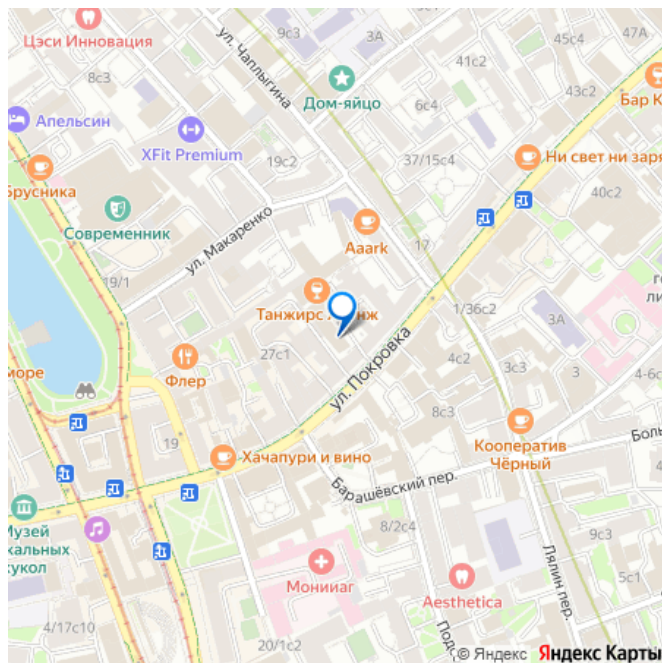 Цэси Инновация
8с3
ул. Чаплыгина
9с3
3А
Дом-яйцо
41с2
45с4
47А
43с2
6с4
Апельсин
XFit Premium
19с2
37/15с4
Ни свет ни заря
40с2
Брусника
Современник
ул. Макаренко
Aaark
17
19/1
Танжирс
1/36с2
3А
27с1
ул. Покровка
4с2
3с3
3
4-6с
море
Флер
8с3
19
Хачапури и вино
Кооператив
Чёрный
Боль
Барашёвский пер.
8/2с4
Музей
кальных
кукол
Мониаг
Aesthetica
9с3
5с1
Лялин пер.
4/17с10
20/1с2
Подс
© Яндекс Яндекс Карты